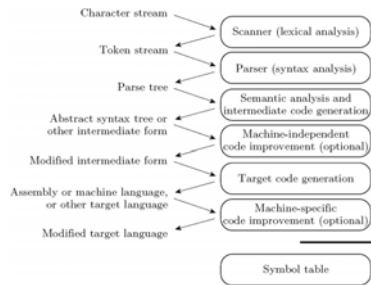 Character stream
Scanner (lexical analysis)
Token stream
Parser (syntax analysis)
Parse tree
Semantic analysis and
intermediate code generation
Abstract syntax tree or
other intermediate form
Machine-independent
code improvement (optional)
Modified intermediate form
Target code generation
Assembly or machine language,
or other target language
Machine-specific
code improvement (optional)
Modified target language
Symbol table